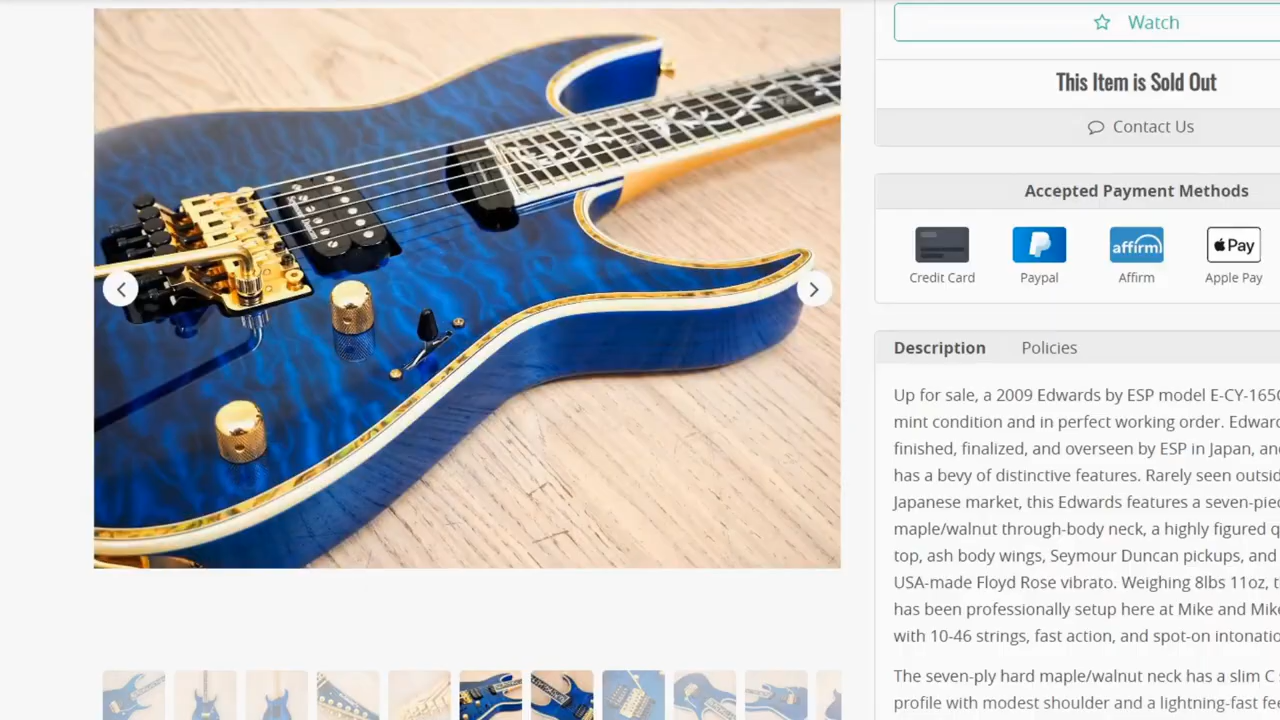 Watch
This Item is Sold Out
Contact Us
Accepted Payment Methods
affirm
Pay
Credit Card
Paypal
Affirm
Apple Pay
Description
Policies
Up for sale, a 2009 Edwards by ESP model E-CY-165
mint condition and in perfect working order. Edwar
finished, finalized, and overseen by ESP in Japan, an
has a bevy of distinctive features. Rarely seen outsid
Japanese market, this Edwards features a seven-pie
maple/walnut through-body neck, a highly figured q
top, ash body wings, Seymour Duncan pickups, and
USA-made Floyd Rose vibrato. Weighing 8lbs 11oz, t
has been professionally setup here at Mike and Mik
with 10-46 strings, fast action, and spot-on intonatio
The seven-ply hard maple/walnut neck has a slim C s
profile with modest shoulder and a lightning-fast fe
Seymour Duncan